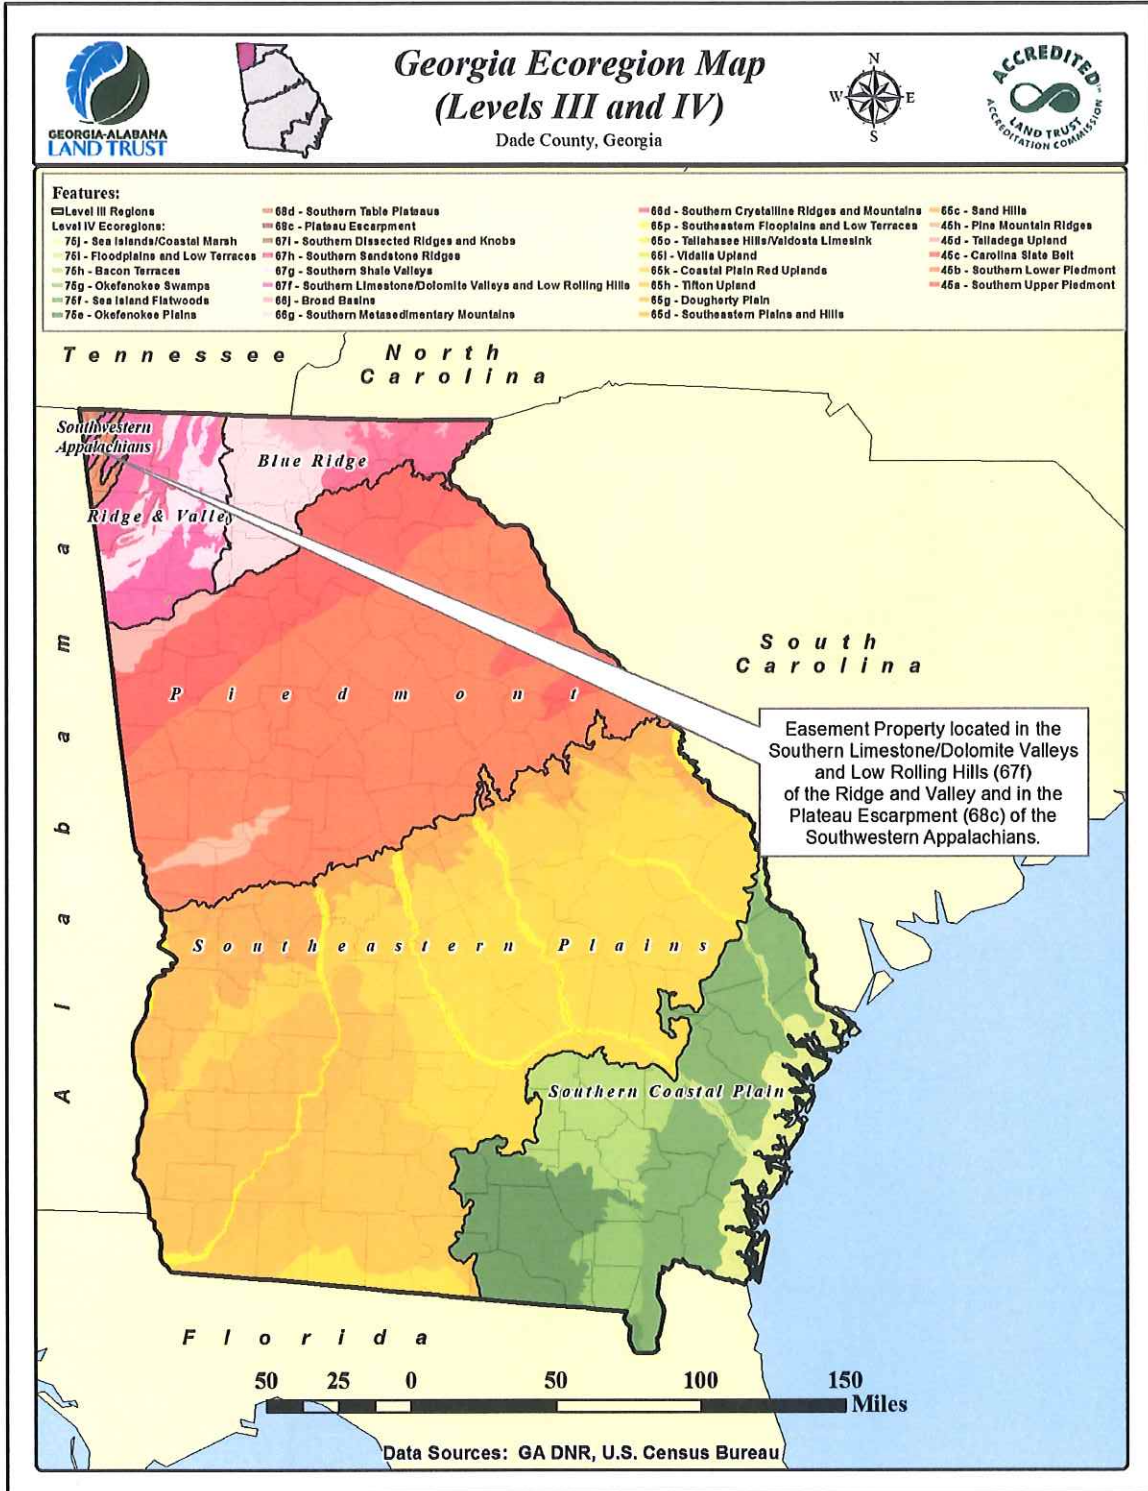 GEORGIA-ALABAMA
LAND TRUST
Georgia Ecoregion Map
(Levels III and IV)
Dade County, Georgia
N
W
E
S
ACCREDITED
LAND TRUST
ACCREDITATION COMMISSION
Features:
Level III Regions
Level IV Ecoregions:
75j - Sea Islands/Coastal Marsh
75i - Floodplains and Low Terraces
75h - Bacon Terraces
75g - Okefenokee Swamps
75f - Sea Island Flatwoods
75e - Okefenokee Plains
68d - Southern Table Plateaus
68c - Plateau Escarpment
67i - Southern Dissected Ridges and Knobs
67h - Southern Sandstone Ridges
67g - Southern Shale Valleys
67f - Southern Limestone/Dolomite Valleys and Low Rolling Hills
66j - Broad Basins
66g - Southern Metasedimentary Mountains
66d - Southern Crystalline Ridges and Mountains
65p - Southeastern Floodplains and Low Terraces
65o - Tallahasee Hills/Valdosta Limesink
65l - Vidalia Upland
65k - Coastal Plain Red Uplands
65h - Tifton Upland
65g - Dougherty Plain
65d - Southeastern Plains and Hills
65c - Sand Hills
45h - Pine Mountain Ridges
45d - Talladega Upland
45c - Carolina Slate Belt
45b - Southern Lower Piedmont
45a - Southern Upper Piedmont
Tennessee
North
Carolina
Southwestern
Appalachians
Blue Ridge
Ridge & Valley
South
Carolina
Piedmont
Easement Property located in the
Southern Limestone/Dolomite Valleys
and Low Rolling Hills (67f)
of the Ridge and Valley and in the
Plateau Escarpment (68c) of the
Southwestern Appalachians.
Alabama
Southeastern Plains
Southern Coastal Plain
Florida
50 25 0 50 100 150
Miles
Data Sources: GA DNR, U.S. Census Bureau